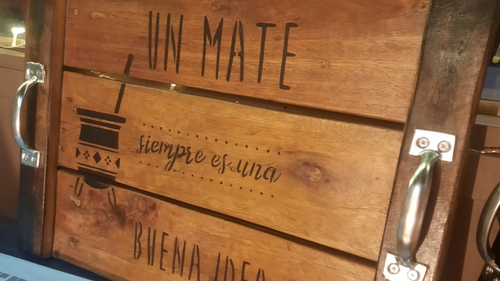 UN MATE
siempre es una
BUENA IDEA